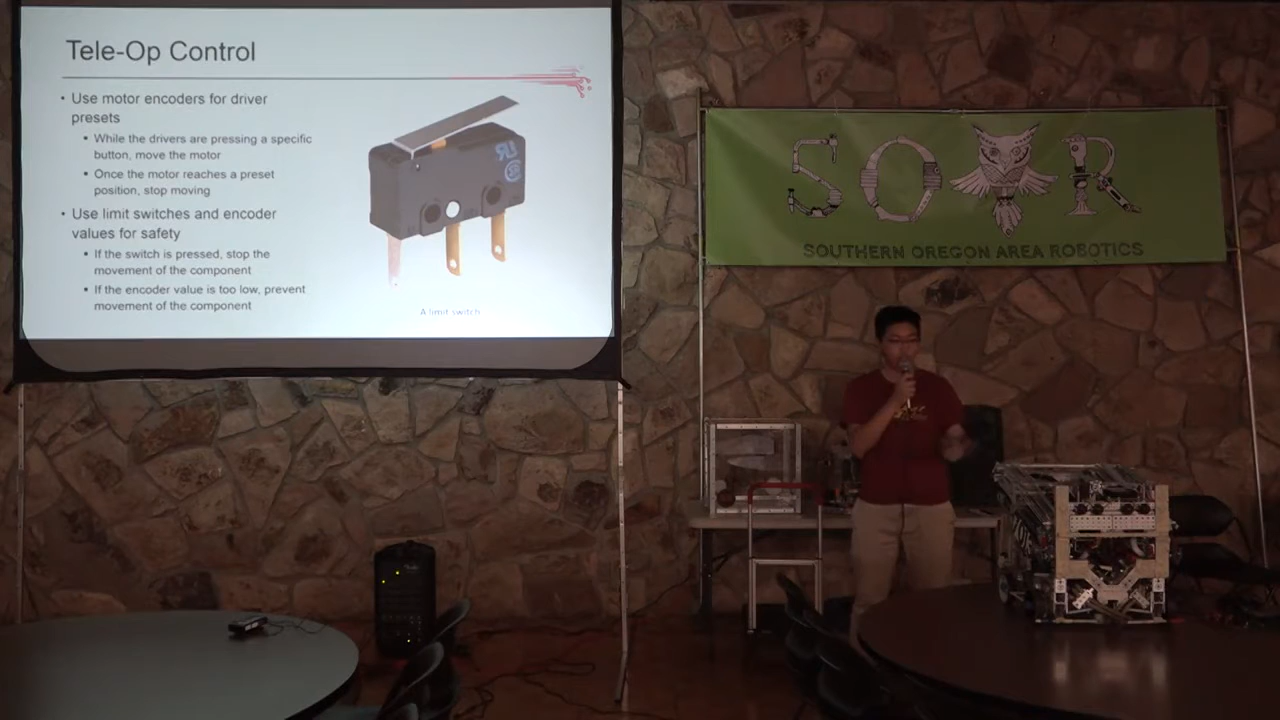 Tele-Op Control
• Use motor encoders for driver
presets
• While the drivers are pressing a specific
button, move the motor
• Once the motor reaches a preset
position, stop moving
• Use limit switches and encoder
values for safety
• If the switch is pressed, stop the
movement of the component
• If the encoder value is too low, prevent
movement of the component
A limit switch
SOAR
SOUTHERN OREGON AREA ROBOTICS